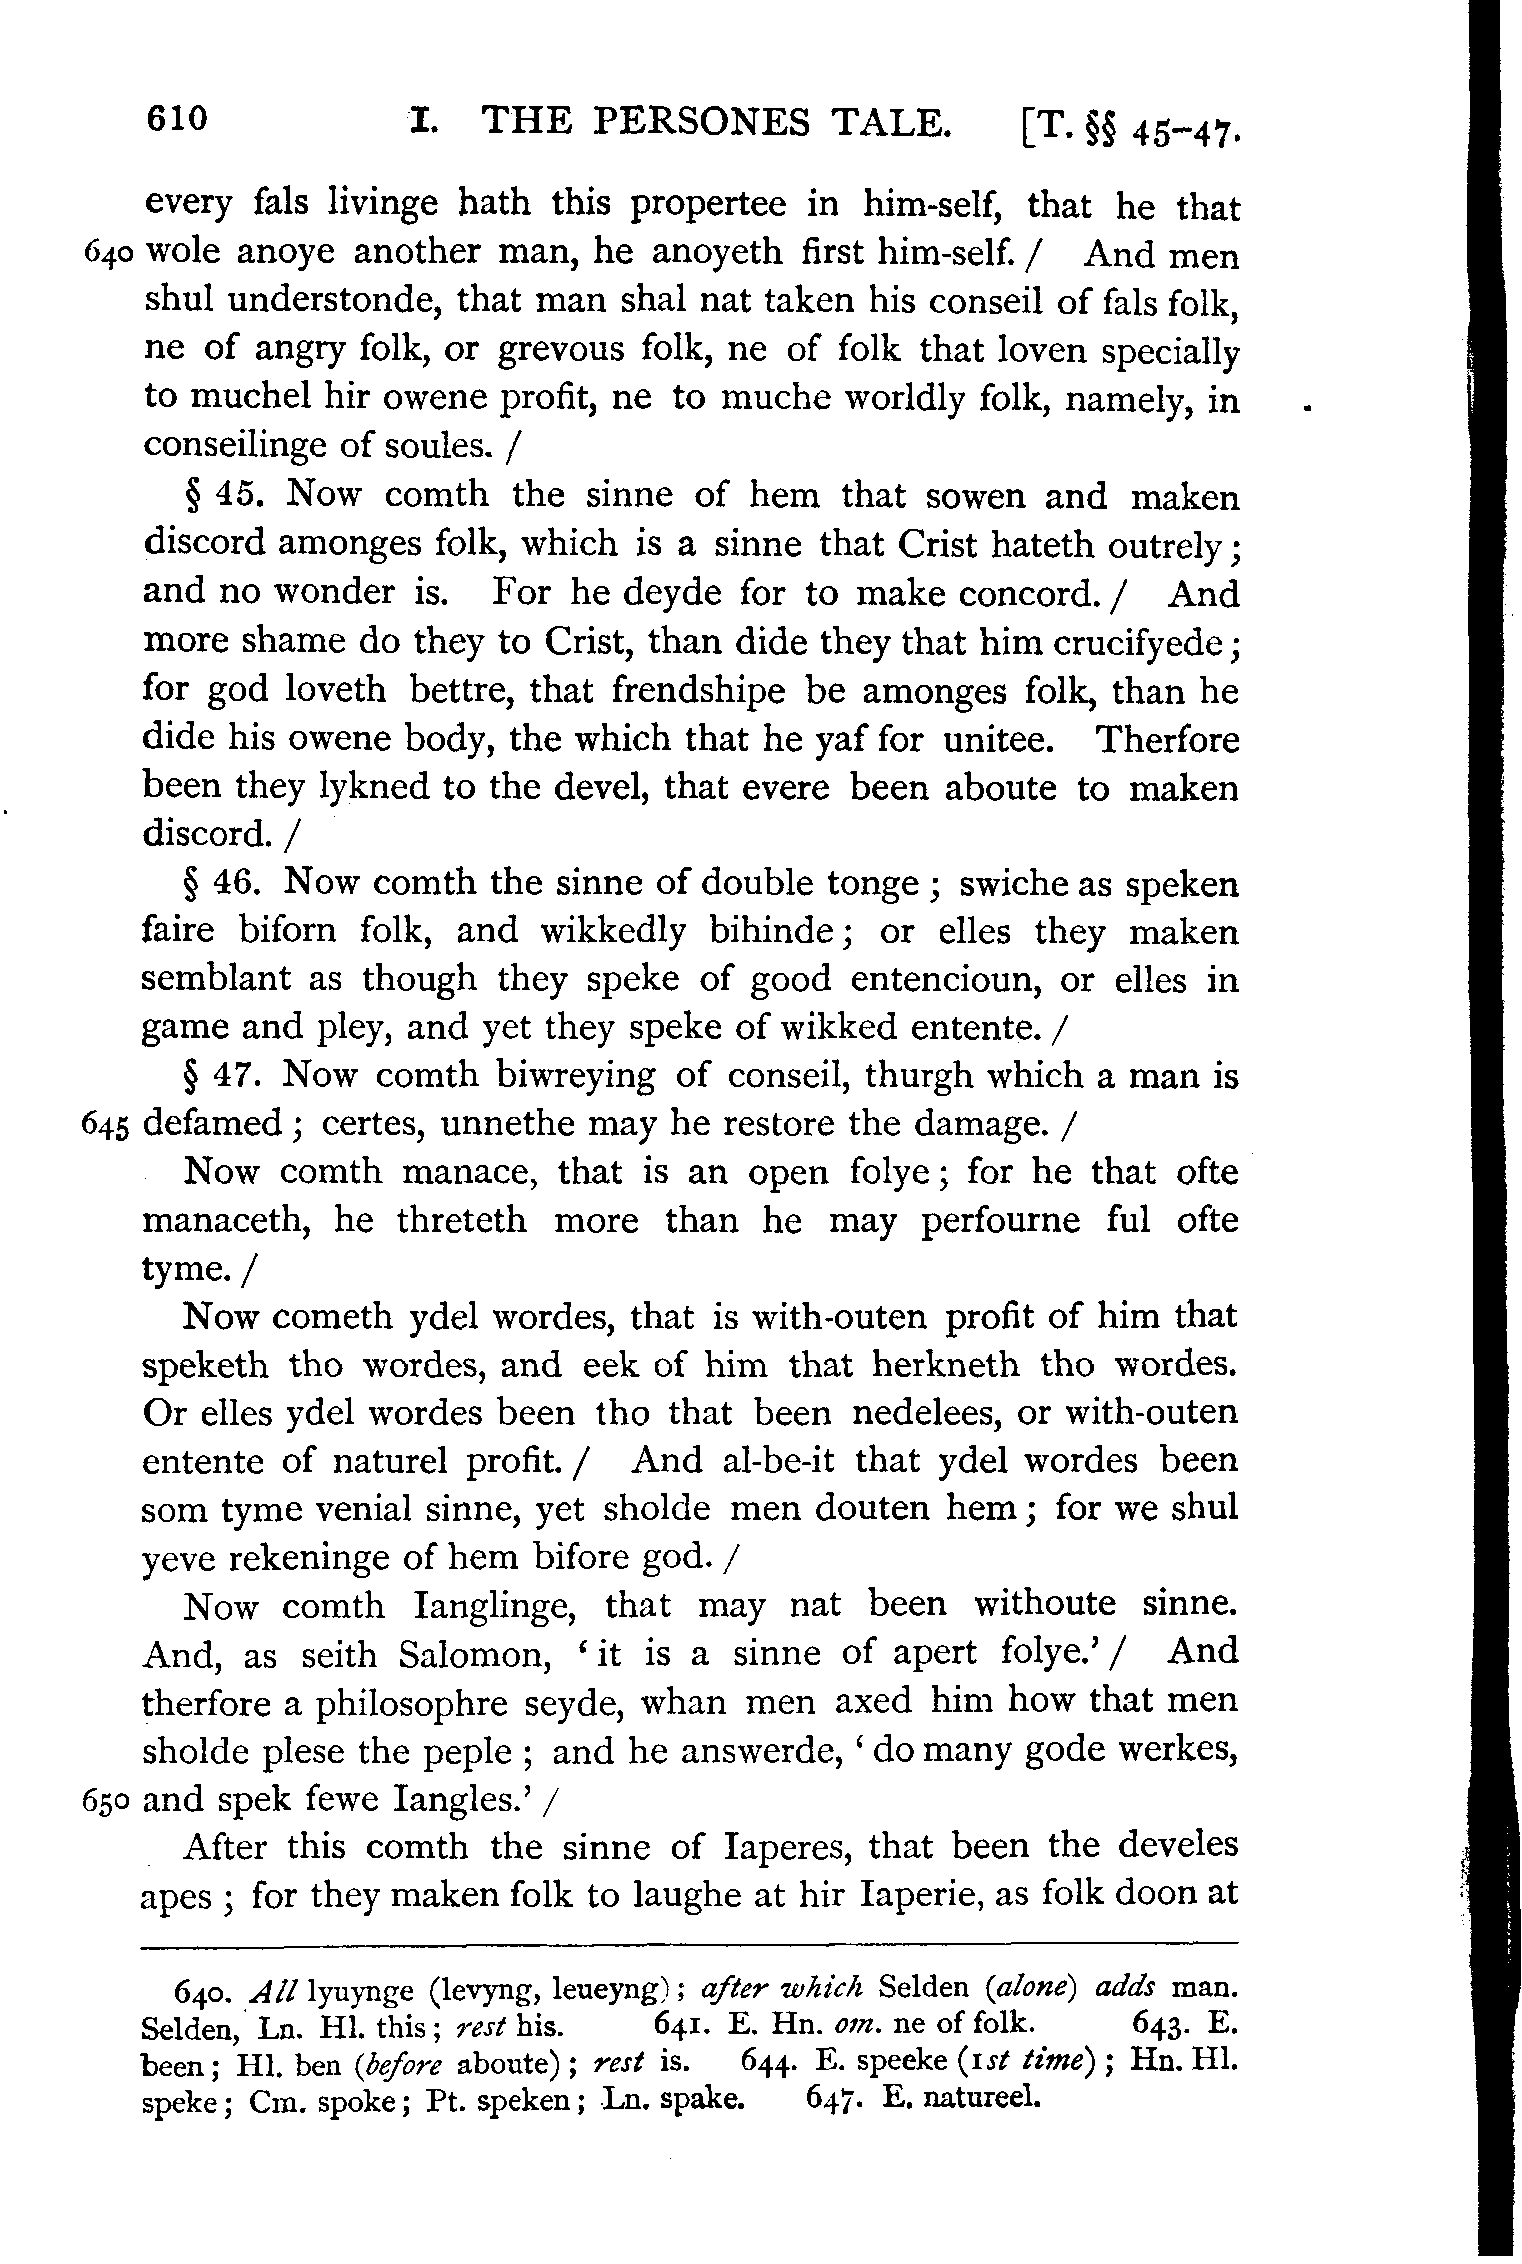 610 I. THE PERSONES TALE. [T. §§ 45-47.
every fals livinge hath this propertee in him-self, that he that
640 wole anoye another man, he anoyeth first him-self. / And men
shul understonde, that man shal nat taken his conseil of fals folk,
ne of angry folk, or grevous folk, ne of folk that loven specially
to muchel hir owene profit, ne to muche worldly folk, namely, in
conseilinge of soules. /
§ 45. Now comth the sinne of hem that sowen and maken
discord amonges folk, which is a sinne that Crist hateth outrely;
and no wonder is. For he deyde for to make concord. / And
more shame do they to Crist, than dide they that him crucifyede;
for god loveth bettre, that frendshipe be amonges folk, than he
dide his owene body, the which that he yaf for unitee. Therfore
been they lykned to the devel, that evere been aboute to maken
discord. /
§ 46. Now comth the sinne of double tonge; swiche as speken
faire biforn folk, and wikkedly bihinde; or elles they maken
semblant as though they speke of good entencioun, or elles in
game and pley, and yet they speke of wikked entente. /
§ 47. Now comth biwreying of conseil, thurgh which a man is
645 defamed; certes, unnethe may he restore the damage. /
Now comth manace, that is an open folye; for he that ofte
manaceth, he threteth more than he may perfourne ful ofte
tyme. /
Now cometh ydel wordes, that is with-outen profit of him that
speketh tho wordes, and eek of him that herkneth tho wordes.
Or elles ydel wordes been tho that been nedelees, or with-outen
entente of naturel profit. / And al-be-it that ydel wordes been
som tyme venial sinne, yet sholde men douten hem; for we shul
yeve rekeninge of hem bifore god. /
Now comth Ianglinge, that may nat been withoute sinne.
And, as seith Salomon, ‘it is a sinne of apert folye.’ / And
therfore a philosophre seyde, whan men axed him how that men
sholde plese the peple; and he answerde, ‘do many gode werkes,
650 and spek fewe Iangles.’ /
After this comth the sinne of Iaperes, that been the develes
apes; for they maken folk to laughe at hir Iaperie, as folk doon at
640. All lyuynge (levyng, leueyng); after which Selden (alone) adds man.
Selden, Ln. Hl. this; rest his. 641. E. Hn. om. ne of folk. 643. E.
been; Hl. ben (before aboute); rest is. 644. E. speeke (1st time); Hn. Hl.
speke; Cm. spoke; Pt. speken; Ln. spake. 647. E. natureel.